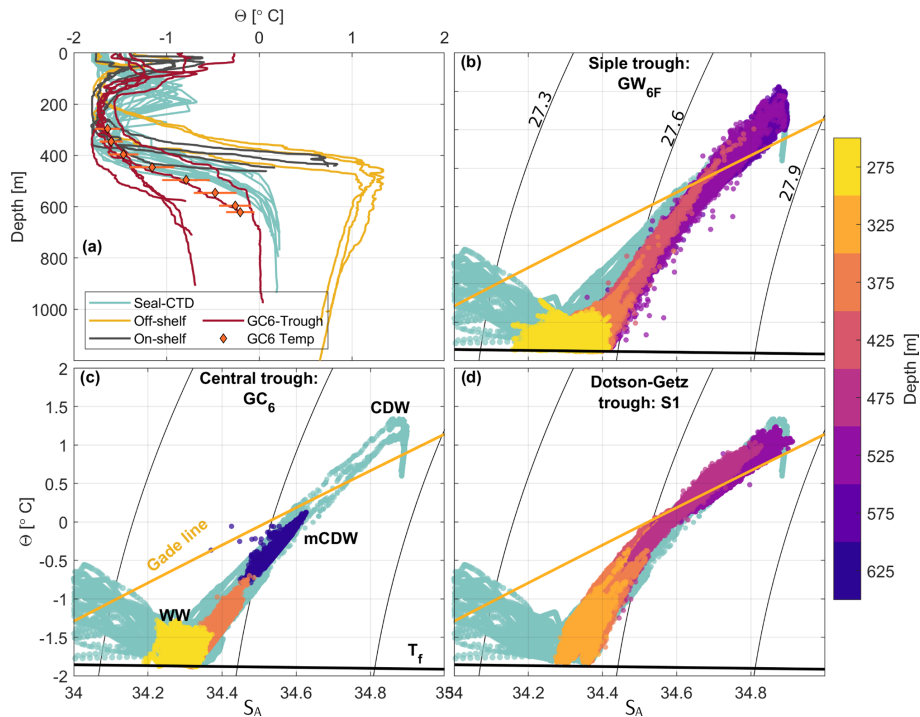 Θ [° C]
-2 -1 0 1 2
0
200
400
600
800
1000
Depth [m]
(a)
Seal-CTD
Off-shelf
On-shelf
GC6-Trough
GC6 Temp
(b)
Siple trough:
GW6F
27.3
27.6
27.9
275
325
375
425
475
525
575
625
Depth [m]
(c)
Central trough:
GC6
CDW
mCDW
Gade line
WW
Tf
2
1.5
1
0.5
0
-0.5
-1
-1.5
-2
Θ [° C]
34 34.2 34.4 34.6 34.8
SA
(d)
Dotson-Getz
trough: S1
34.2 34.4 34.6 34.8
SA